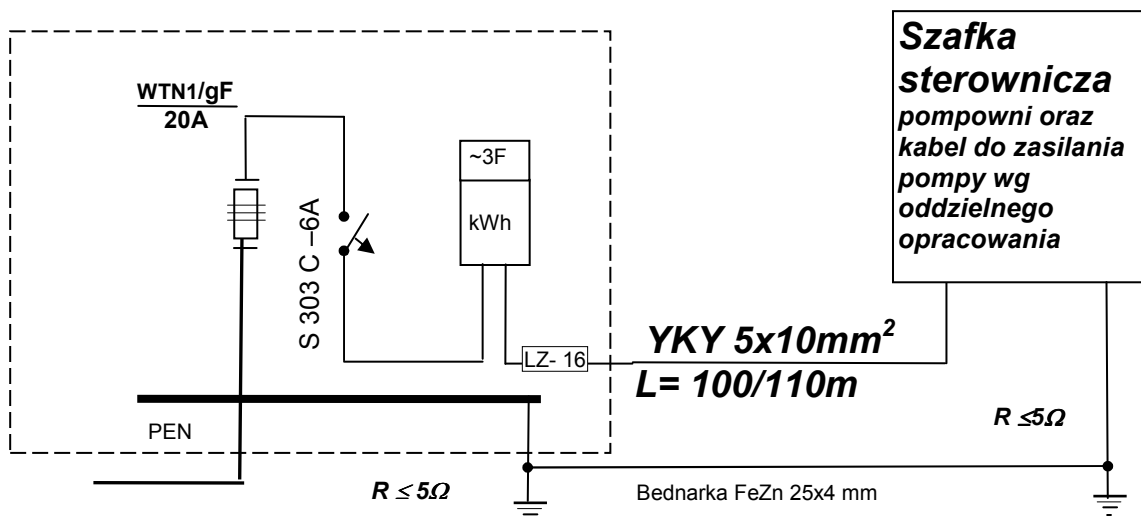 WTN1/gF
20A
S 303 C –6A
~3F
kWh
LZ- 16
PEN
R ≤ 5Ω
YKY 5x10mm²
L= 100/110m
Szafka
sterownicza
pompowni oraz
kabel do zasilania
pompy wg
oddzielnego
opracowania
R ≤5Ω
Bednarka FeZn 25x4 mm